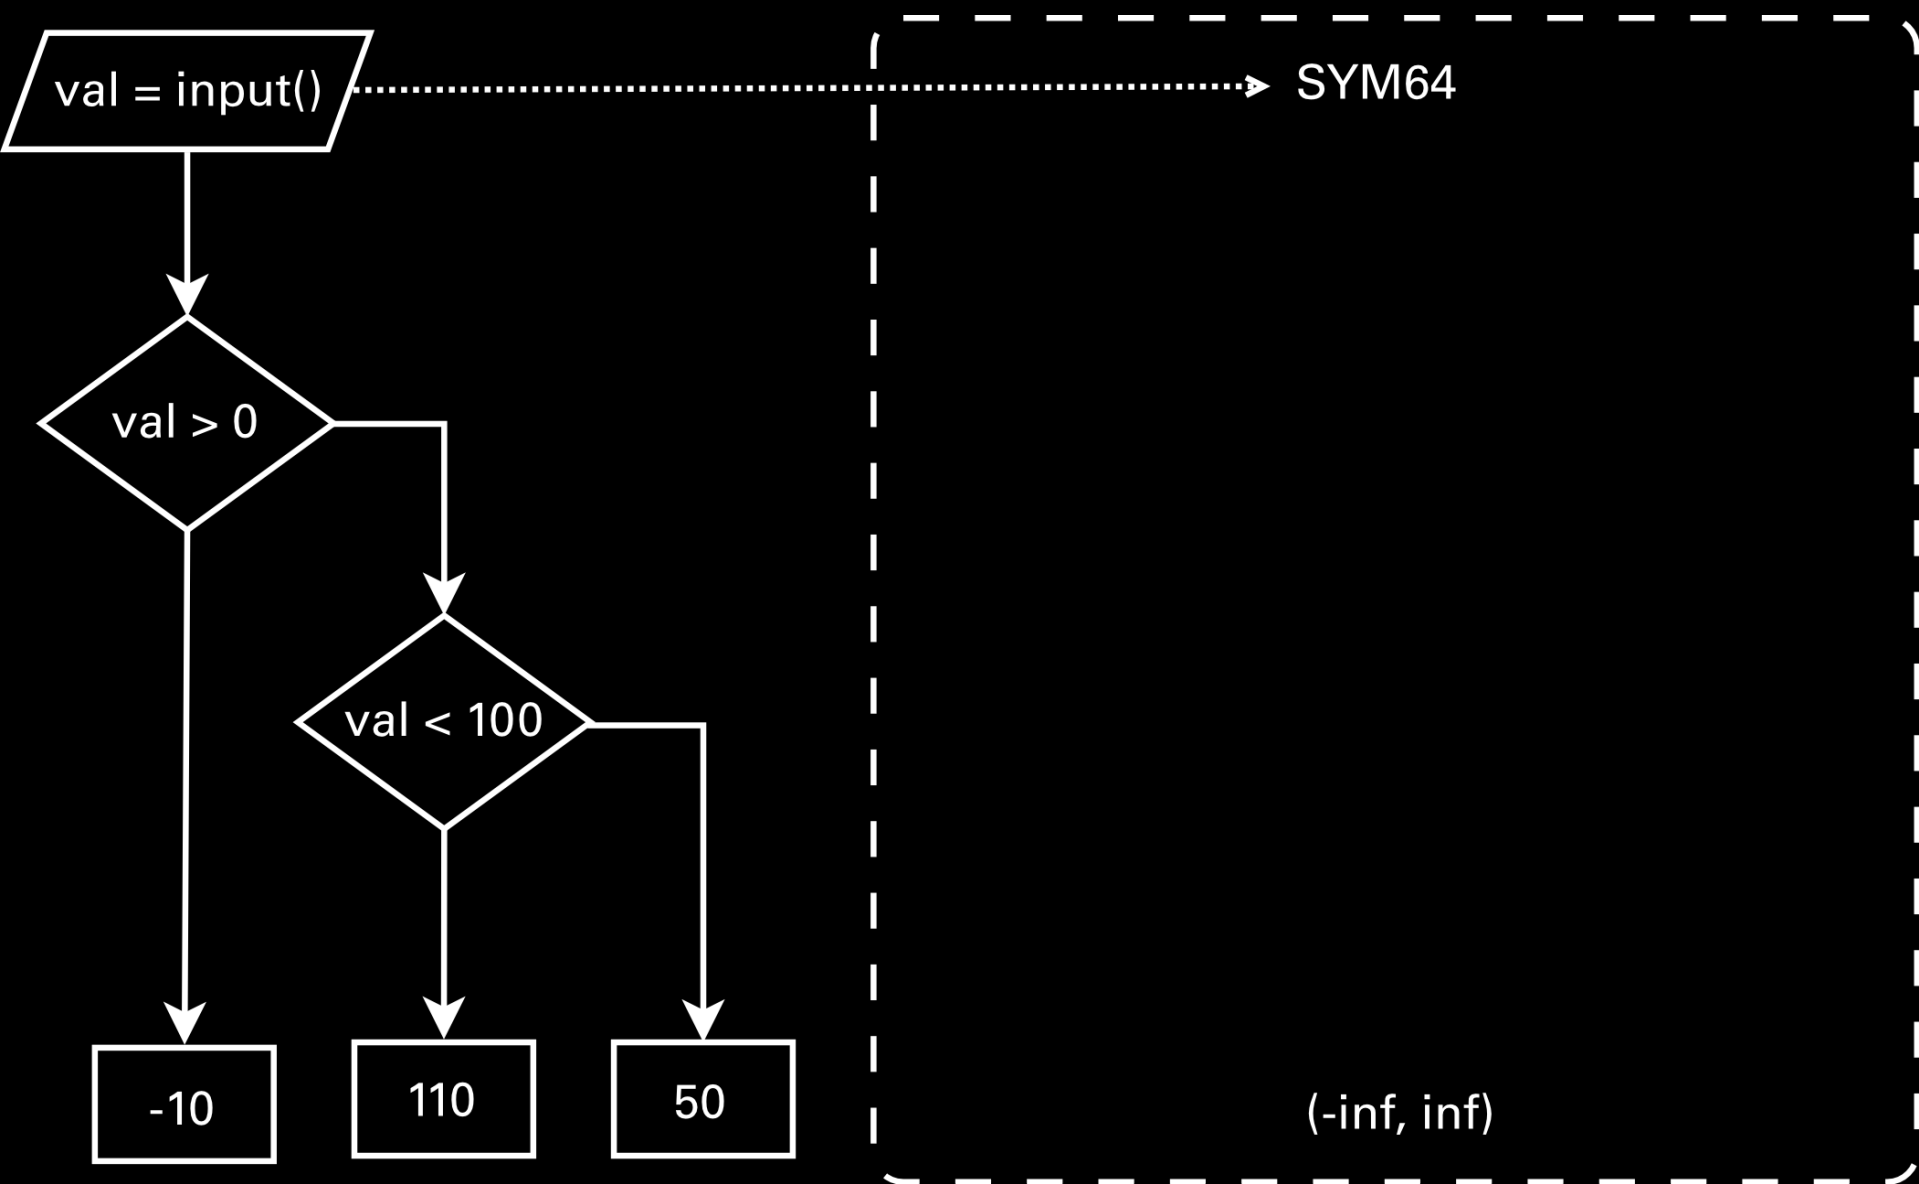 val = input()
SYM64
val > 0
val < 100
-10
110
50
(-inf, inf)